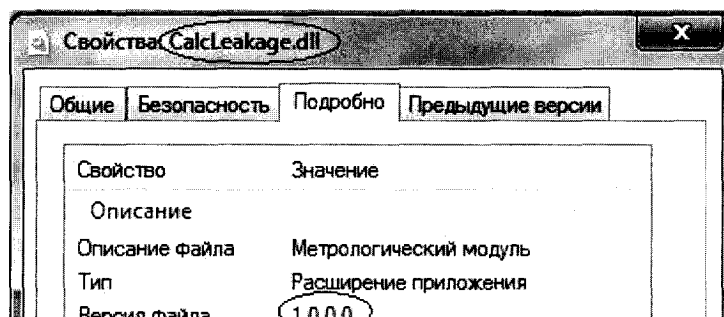 Свойства: CalcLeakage.dll
Общие Безопасность Подробно Предыдущие версии
Свойство Значение
Описание
Описание файла Метрологический модуль
Тип Расширение приложения
Версия файла 1.0.0.0